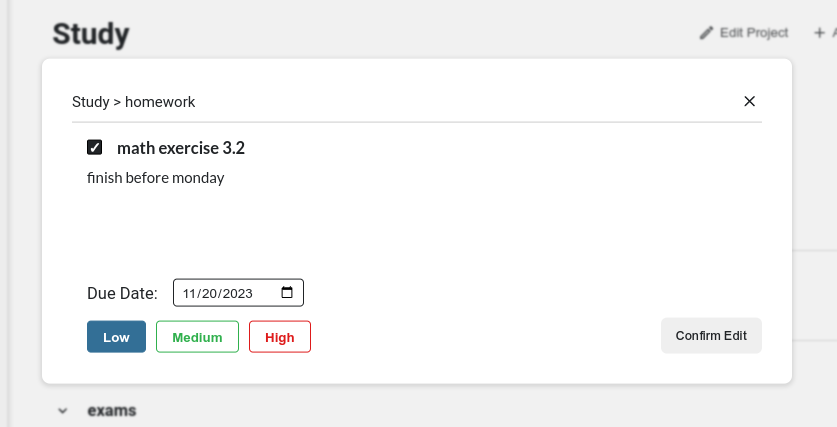 Study
Edit Project
Study > homework
math exercise 3.2
finish before monday
Due Date: 11/20/2023
Low Medium High
Confirm Edit
exams